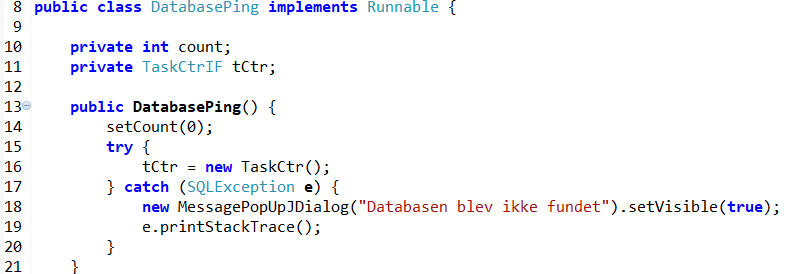 8 public class DatabasePing implements Runnable {
9
10     private int count;
11     private TaskCtrIF tCtr;
12
13     public DatabasePing() {
14         setCount(0);
15         try {
16             tCtr = new TaskCtr();
17         } catch (SQLException e) {
18             new MessagePopUpJDialog("Databasen blev ikke fundet").setVisible(true);
19             e.printStackTrace();
20         }
21     }